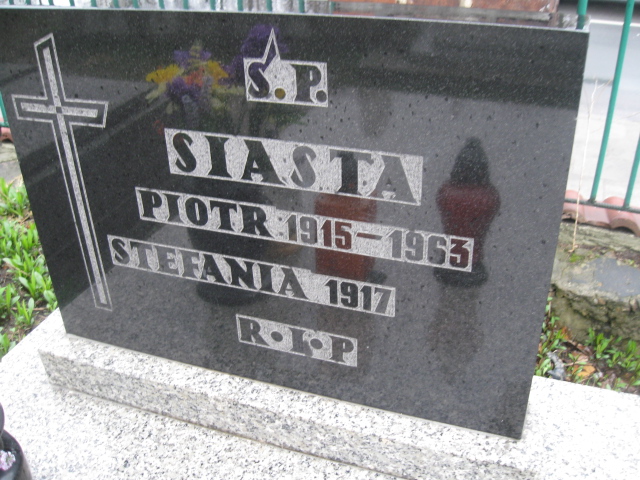 Ś.P.
SIASTA
PIOTR 1915-1963
STEFANIA 1917
R•I•P